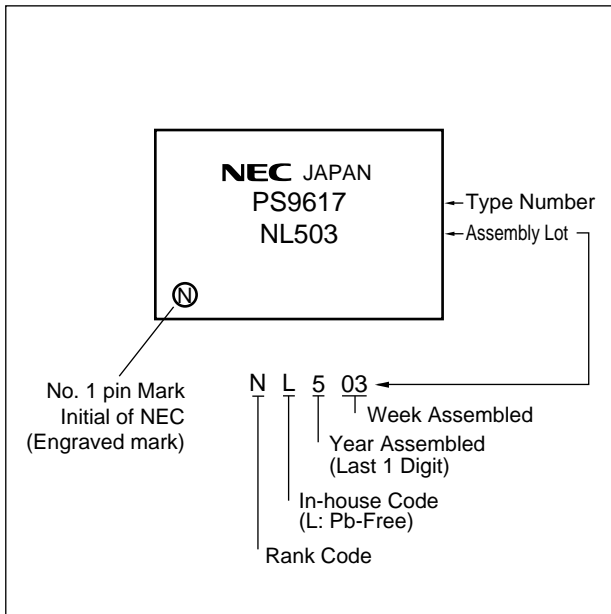 NEC JAPAN
PS9617
NL503
Type Number
Assembly Lot
N
No. 1 pin Mark
Initial of NEC
(Engraved mark)
N L 5 03
Week Assembled
Year Assembled
(Last 1 Digit)
In-house Code
(L: Pb-Free)
Rank Code